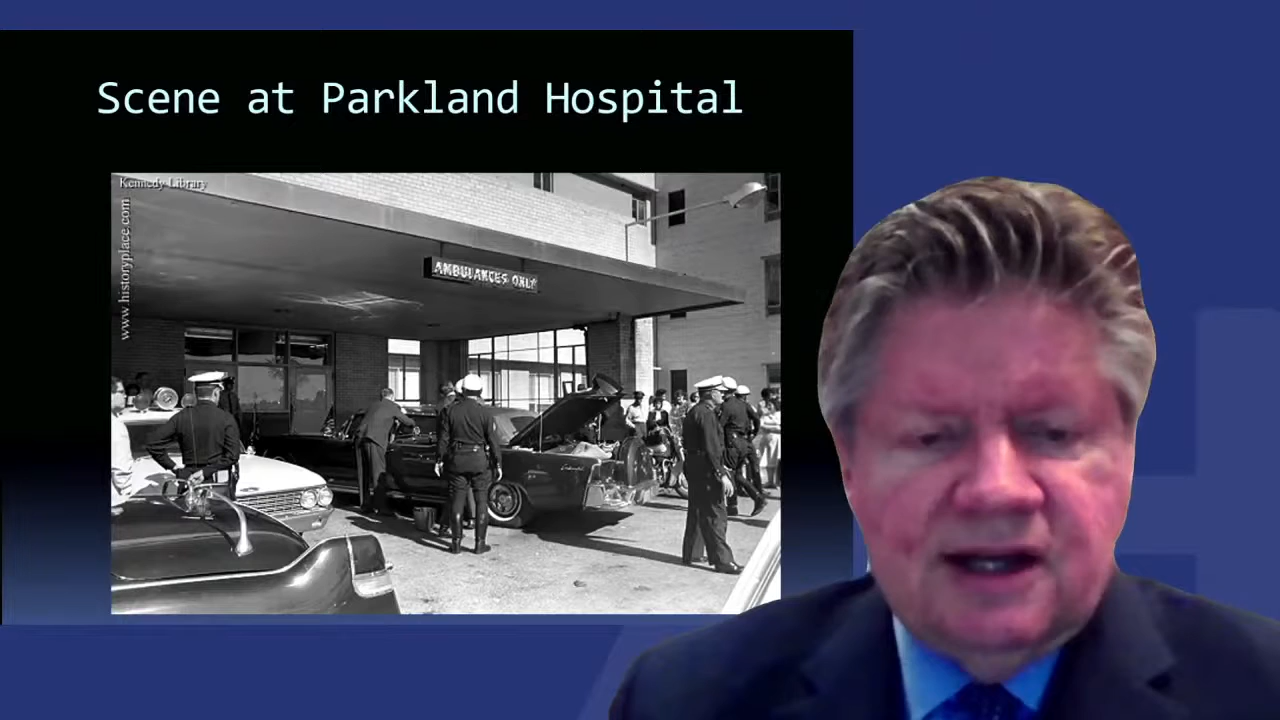 Scene at Parkland Hospital
Kennedy Library
www.historyplace.com
AMBULANCES ONLY